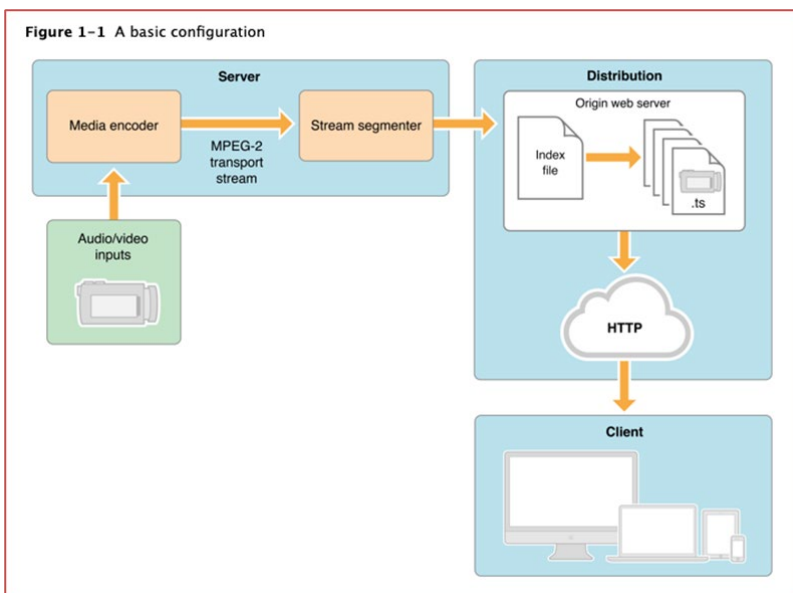 Figure 1–1 A basic configuration
Server
Media encoder
MPEG-2
transport
stream
Stream segmenter
Audio/video
inputs
Distribution
Origin web server
Index
file
.ts
HTTP
Client